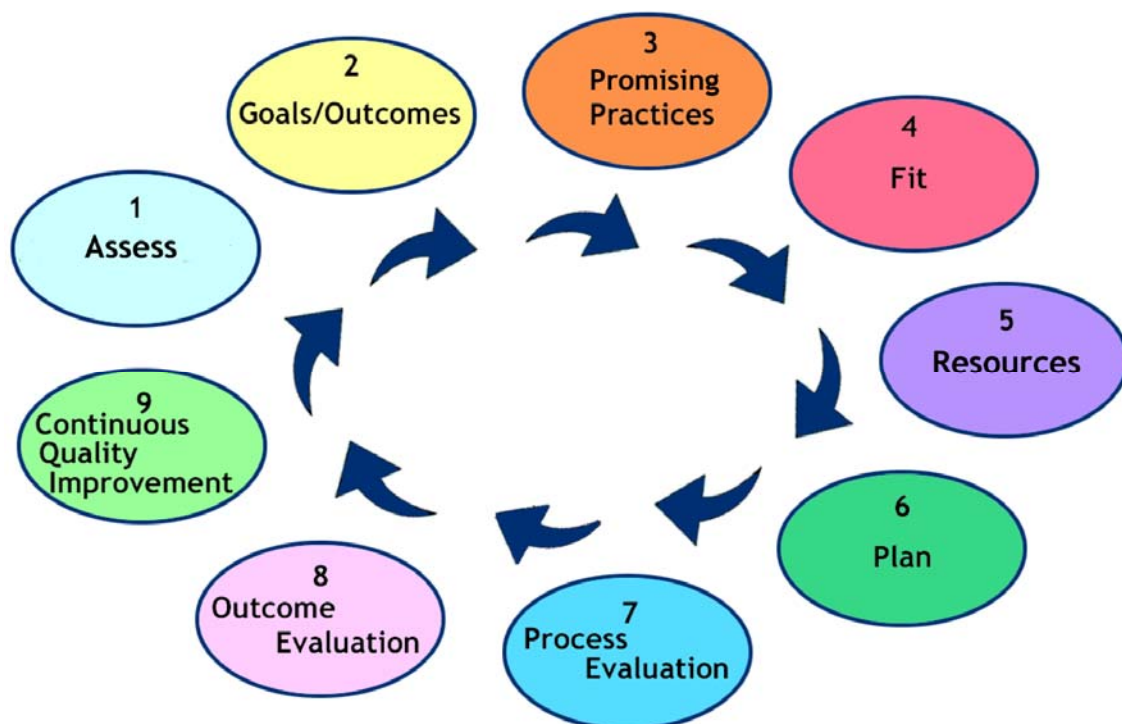 1
Assess
2
Goals/Outcomes
3
Promising
Practices
4
Fit
5
Resources
6
Plan
7
Process
Evaluation
8
Outcome
Evaluation
9
Continuous
Quality
Improvement